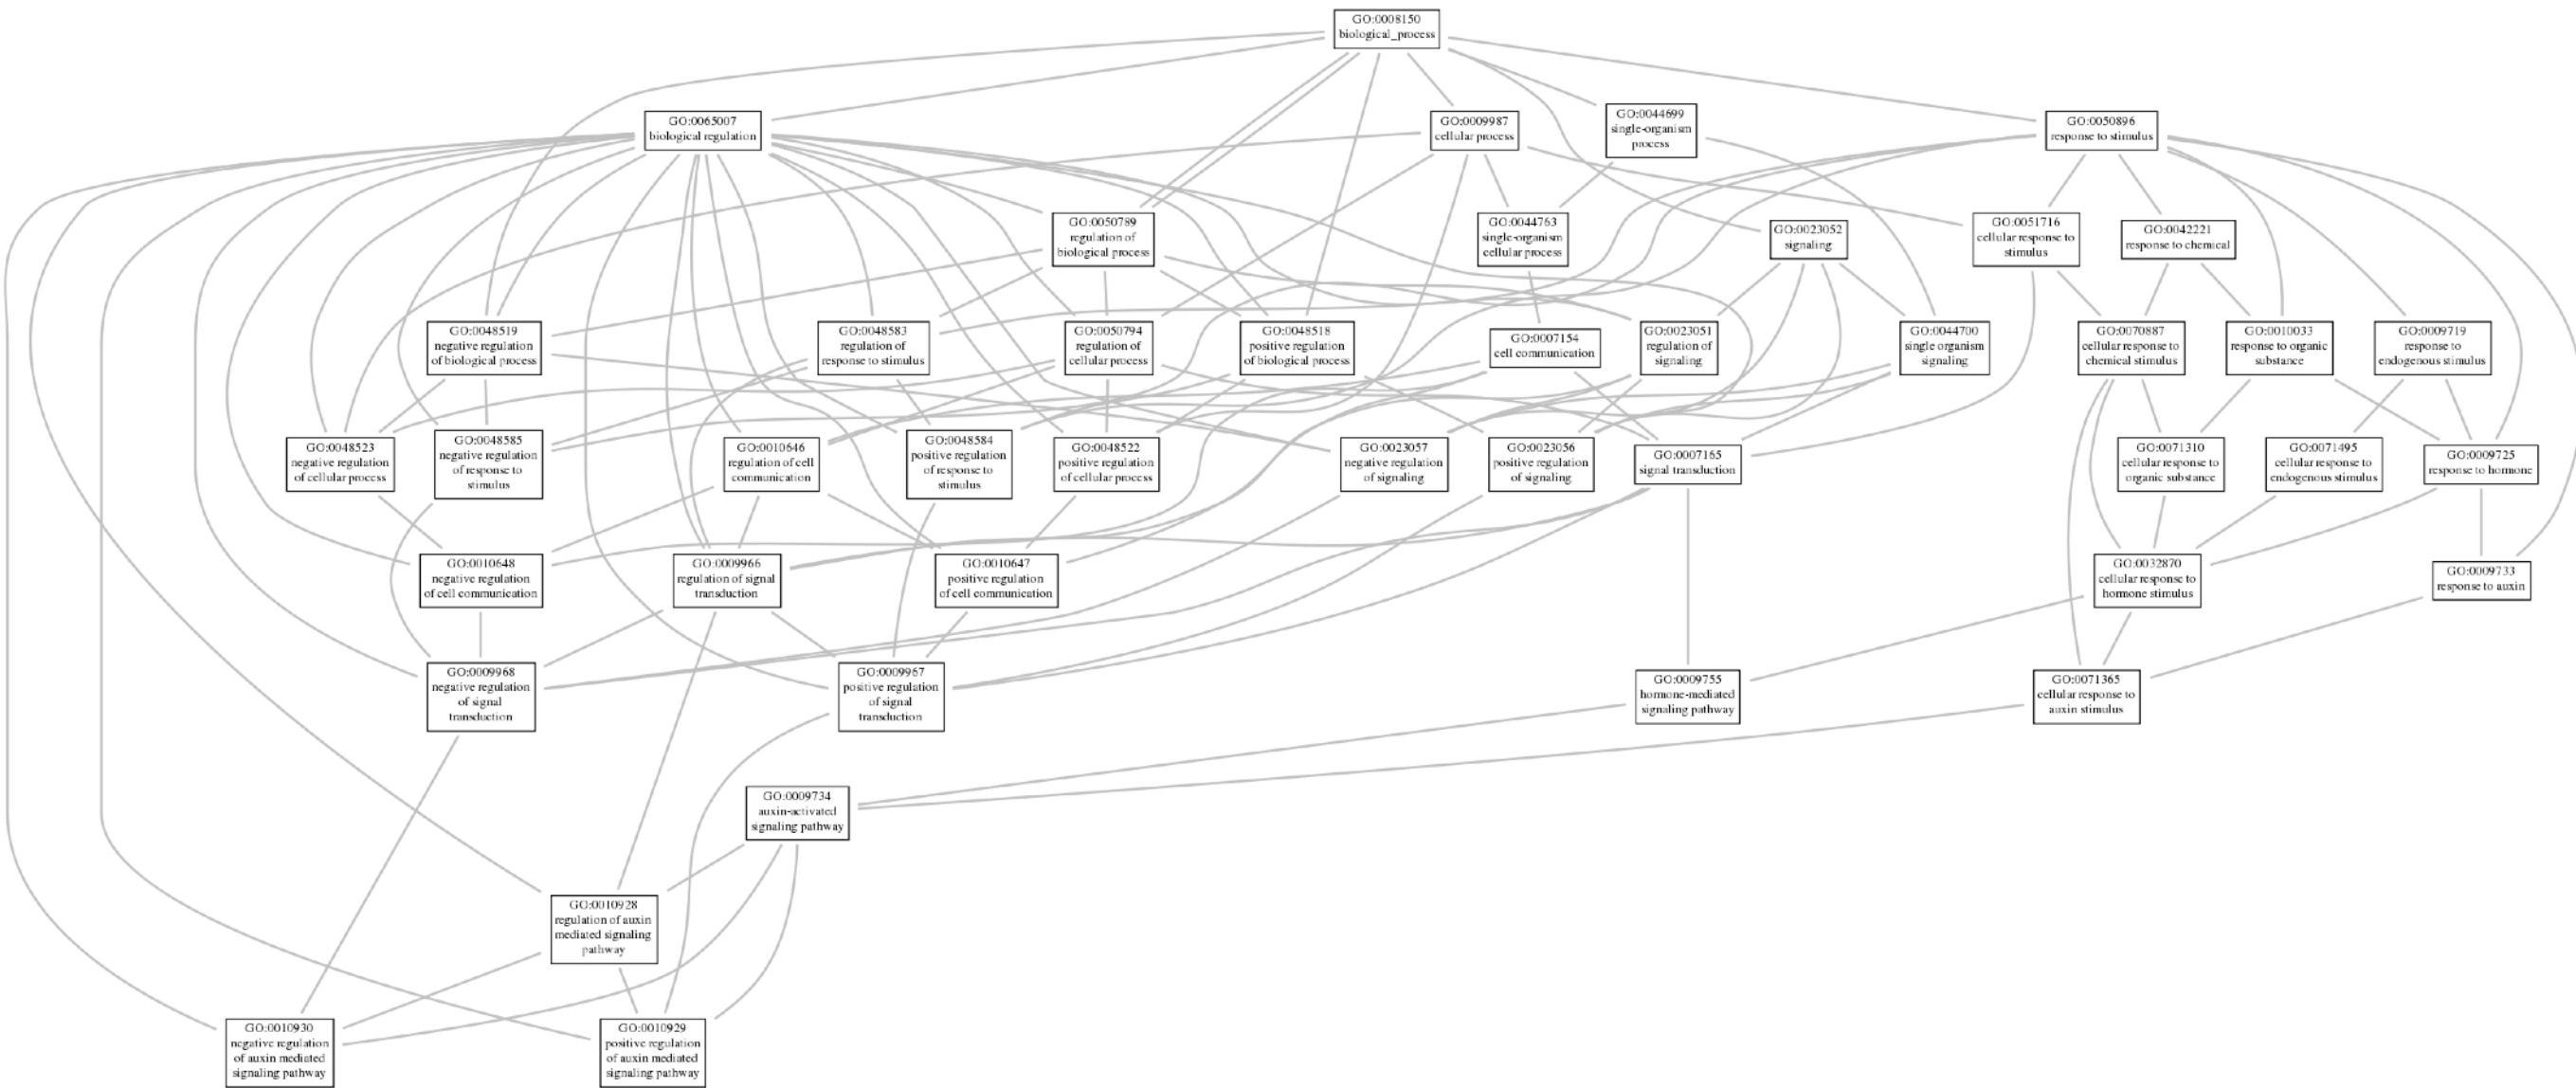 GO:0008150
biological_process
GO:0065007
biological regulation
GO:0009987
cellular process
GO:0044699
single-organism
process
GO:0050896
response to stimulus
GO:0050789
regulation of
biological process
GO:0044763
single-organism
cellular process
GO:0023052
signaling
GO:0051716
cellular response to
stimulus
GO:0042221
response to chemical
GO:0048519
negative regulation
of biological process
GO:0048583
regulation of
response to stimulus
GO:0050794
regulation of
cellular process
GO:0048518
positive regulation
of biological process
GO:0007154
cell communication
GO:0023051
regulation of
signaling
GO:0044700
single organism
signaling
GO:0070887
cellular response to
chemical stimulus
GO:0010033
response to organic
substance
GO:0009719
response to
endogenous stimulus
GO:0048523
negative regulation
of cellular process
GO:0048585
negative regulation
of response to
stimulus
GO:0010646
regulation of cell
communication
GO:0048584
positive regulation
of response to
stimulus
GO:0048522
positive regulation
of cellular process
GO:0023057
negative regulation
of signaling
GO:0023056
positive regulation
of signaling
GO:0007165
signal transduction
GO:0071310
cellular response to
organic substance
GO:0071495
cellular response to
endogenous stimulus
GO:0009725
response to hormone
GO:0010648
negative regulation
of cell communication
GO:0009966
regulation of signal
transduction
GO:0010647
positive regulation
of cell communication
GO:0032870
cellular response to
hormone stimulus
GO:0009733
response to auxin
GO:0009968
negative regulation
of signal
transduction
GO:0009967
positive regulation
of signal
transduction
GO:0009755
hormone-mediated
signaling pathway
GO:0071365
cellular response to
auxin stimulus
GO:0009734
auxin-activated
signaling pathway
GO:0010928
regulation of auxin
mediated signaling
pathway
GO:0010930
negative regulation
of auxin mediated
signaling pathway
GO:0010929
positive regulation
of auxin mediated
signaling pathway